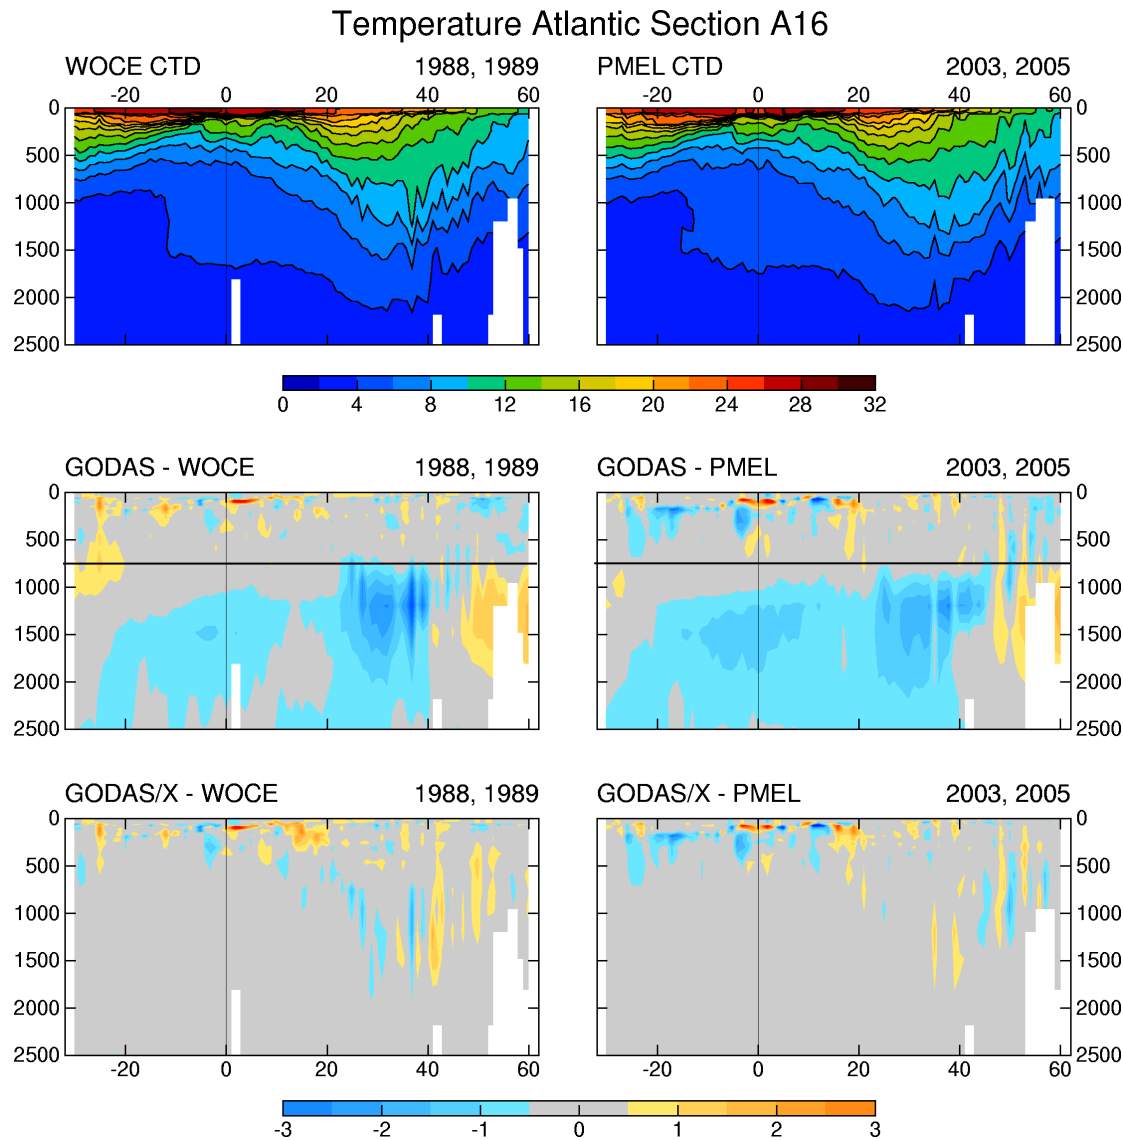 Temperature Atlantic Section A16
WOCE CTD 1988, 1989 PMEL CTD 2003, 2005
-20 0 20 40 60 -20 0 20 40 60
0 0
500 500
1000 1000
1500 1500
2000 2000
2500 2500
0 4 8 12 16 20 24 28 32
GODAS - WOCE 1988, 1989 GODAS - PMEL 2003, 2005
0 0
500 500
1000 1000
1500 1500
2000 2000
2500 2500
GODAS/X - WOCE 1988, 1989 GODAS/X - PMEL 2003, 2005
0 0
500 500
1000 1000
1500 1500
2000 2000
2500 2500
-20 0 20 40 60 -20 0 20 40 60
-3 -2 -1 0 1 2 3